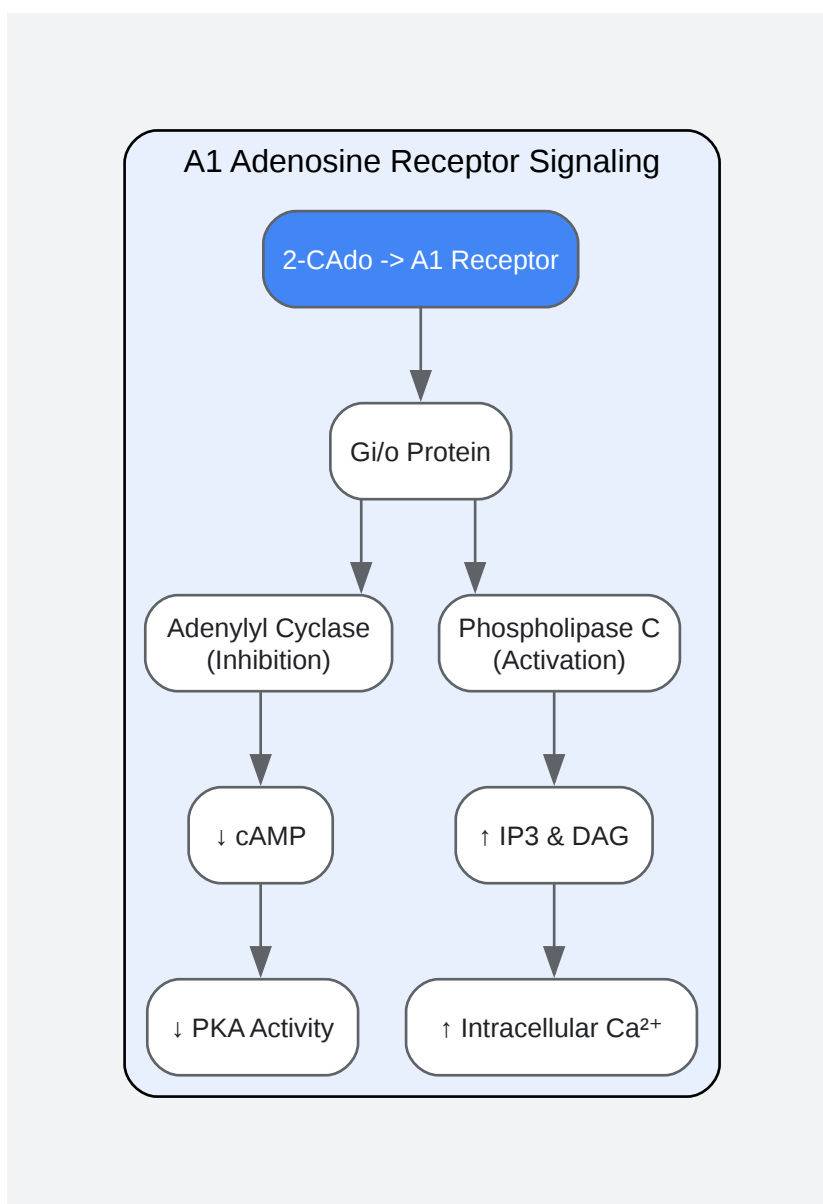 A1 Adenosine Receptor Signaling
2-CAdo -> A1 Receptor
Gi/o Protein
Adenylyl Cyclase
(Inhibition)
Phospholipase C
(Activation)
↓ cAMP
↑ IP3 & DAG
↓ PKA Activity
↑ Intracellular Ca²⁺